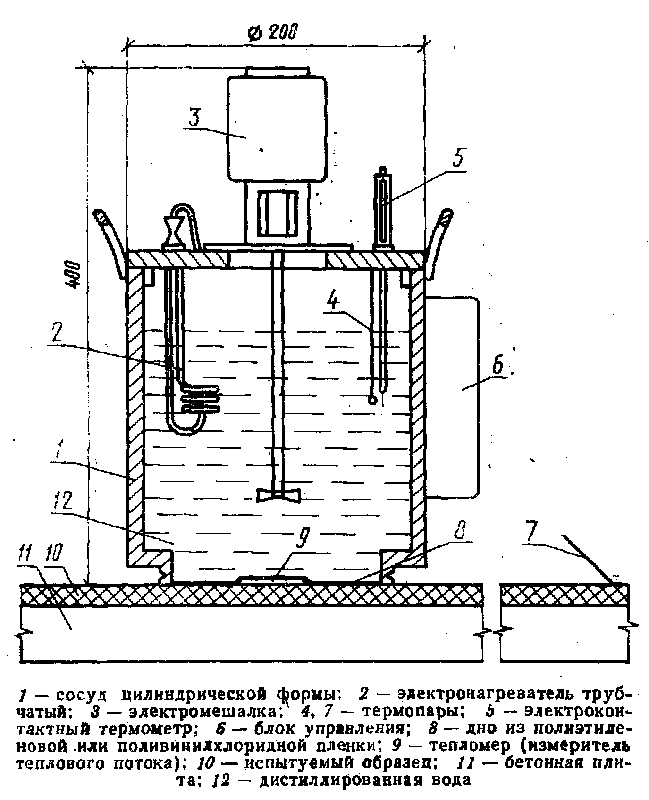 Ø 200
3
5
400
4
2
6
1
12
9
8
7
11 10
1 — сосуд цилиндрической формы; 2 — электронагреватель труб-
чатый; 3 — электромешалка; 4, 7 — термопары; 5 — электрокон-
тактный термометр; 6 — блок управления; 8 — дно из полиэтиле-
новой или поливинилхлоридной пленки; 9 — тепломер (измеритель
теплового потока); 10 — испытуемый образец; 11 — бетонная пли-
та; 12 — дистиллированная вода